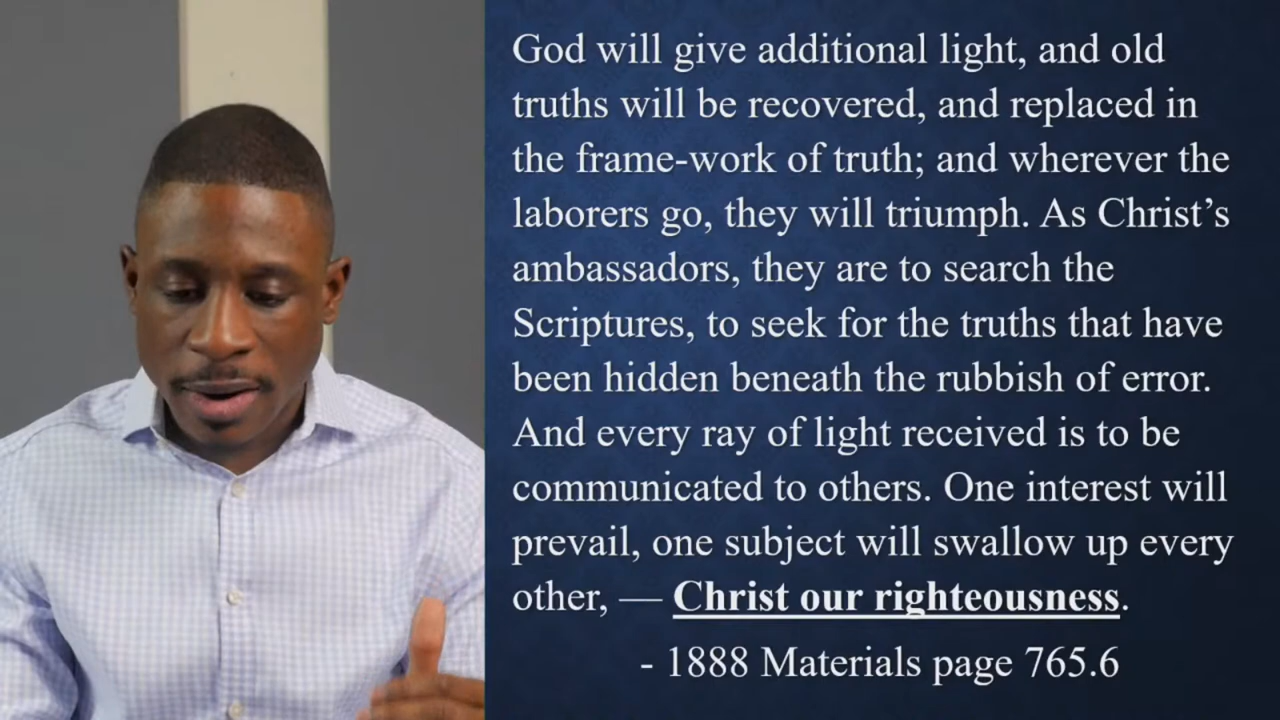 God will give additional light, and old
truths will be recovered, and replaced in
the frame-work of truth; and wherever the
laborers go, they will triumph. As Christ’s
ambassadors, they are to search the
Scriptures, to seek for the truths that have
been hidden beneath the rubbish of error.
And every ray of light received is to be
communicated to others. One interest will
prevail, one subject will swallow up every
other, — Christ our righteousness.
- 1888 Materials page 765.6